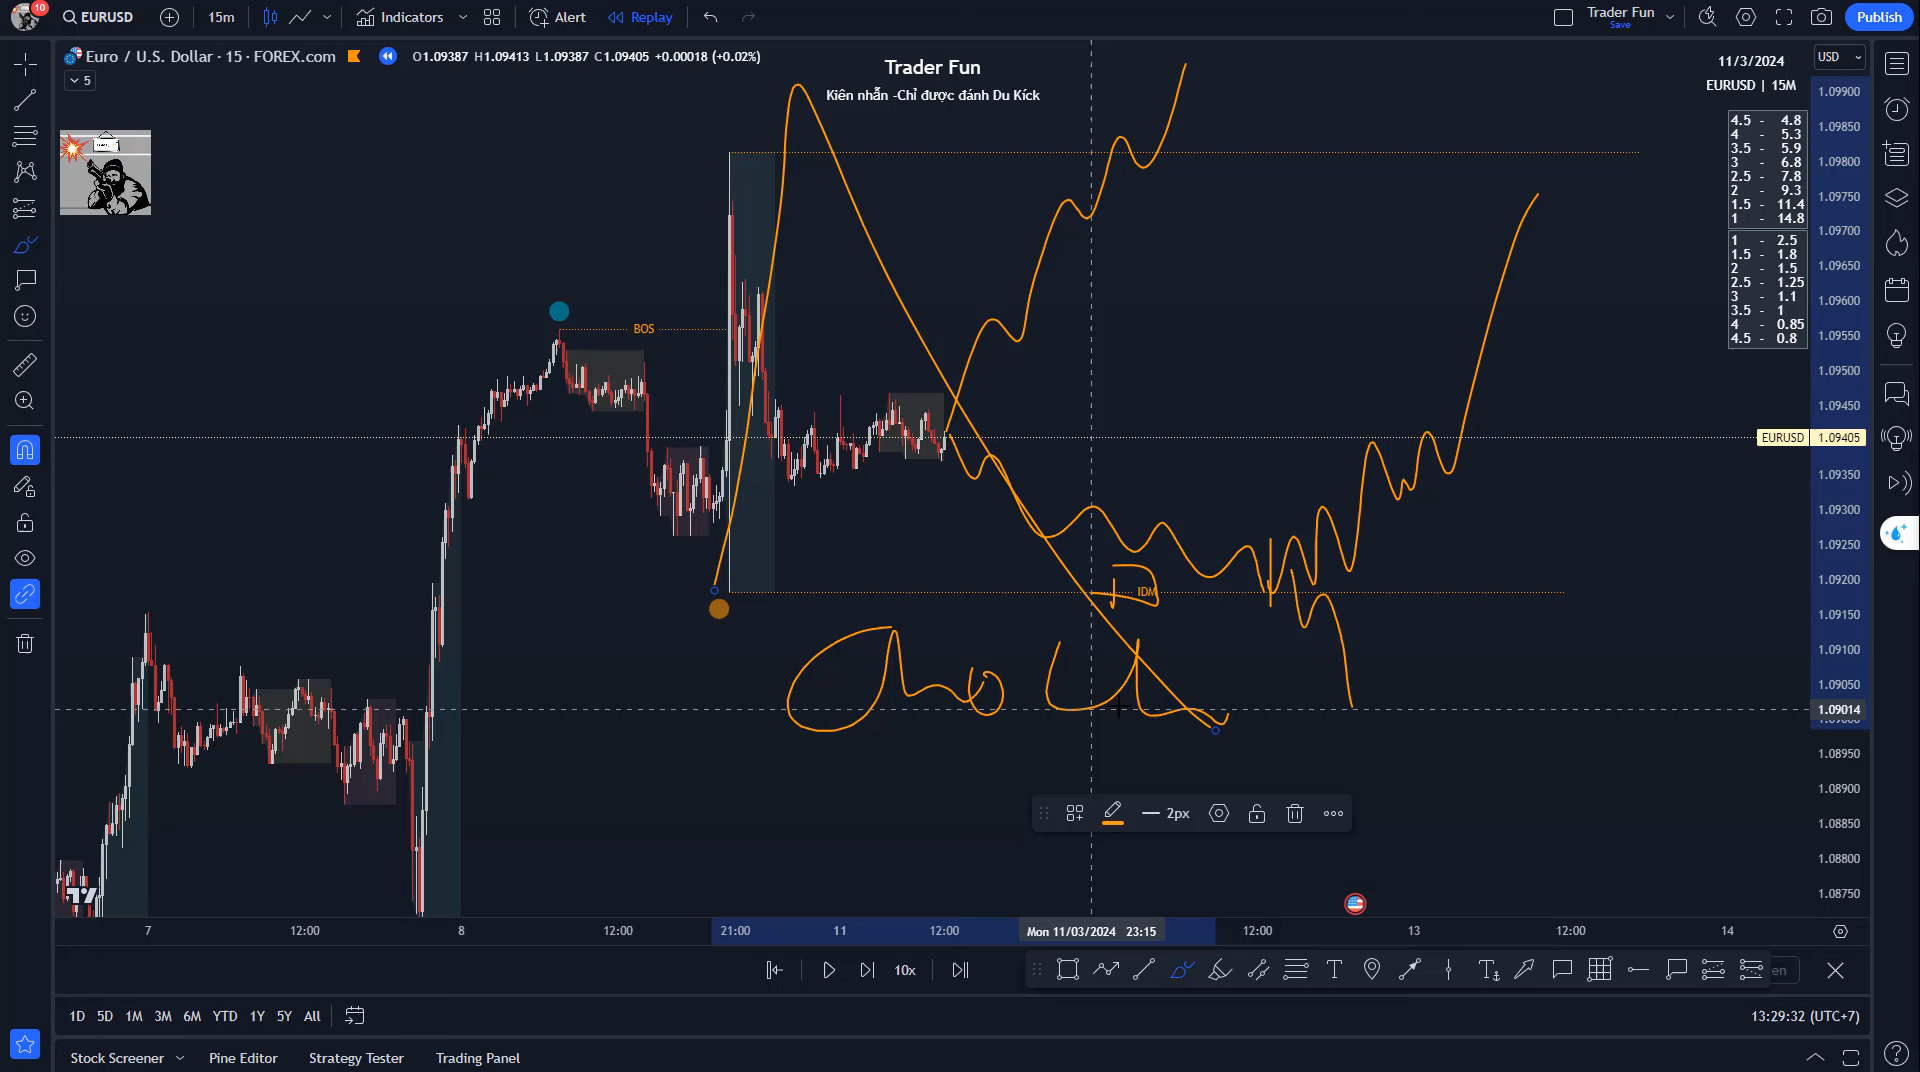 10
EURUSD
15m
Indicators
Alert
Replay
Trader Fun
Save
Publish
Euro / U.S. Dollar · 15 · FOREX.com
O1.09387 H1.09413 L1.09387 C1.09405 +0.00018 (+0.02%)
5
Trader Fun
Kiên nhẫn -Chỉ được đánh Du Kíck
11/3/2024
EURUSD | 15M
USD
4.5 - 4.8
4 - 5.3
3.5 - 5.9
3 - 6.8
2.5 - 7.8
2 - 9.3
1.5 - 11.4
1 - 14.8
1 - 2.5
1.5 - 1.8
2 - 1.5
2.5 - 1.25
3 - 1.1
3.5 - 1
4 - 0.85
4.5 - 0.8
1.09900
1.09850
1.09800
1.09750
1.09700
1.09650
1.09600
1.09550
1.09500
1.09450
EURUSD 1.09405
1.09350
1.09300
1.09250
1.09200
1.09150
1.09100
1.09050
1.09014
1.08950
1.08900
1.08850
1.08800
1.08750
BOS
IDM
2px
7
12:00
8
12:00
21:00
11
12:00
Mon 11/03/2024 23:15
12:00
13
12:00
14
10x
en
1D 5D 1M 3M 6M YTD 1Y 5Y All
13:29:32 (UTC+7)
Stock Screener
Pine Editor
Strategy Tester
Trading Panel